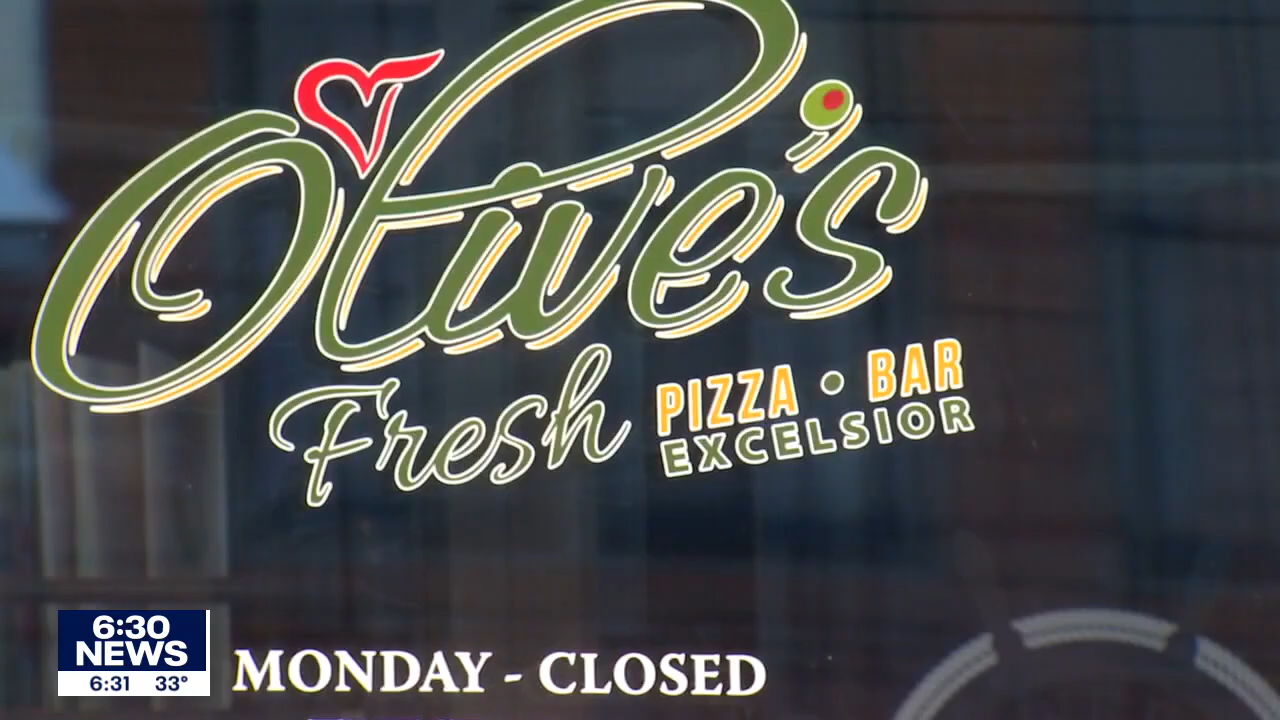 Olive's
Fresh
PIZZA • BAR
EXCELSIOR
MONDAY - CLOSED
6:30
NEWS
6:31 33°